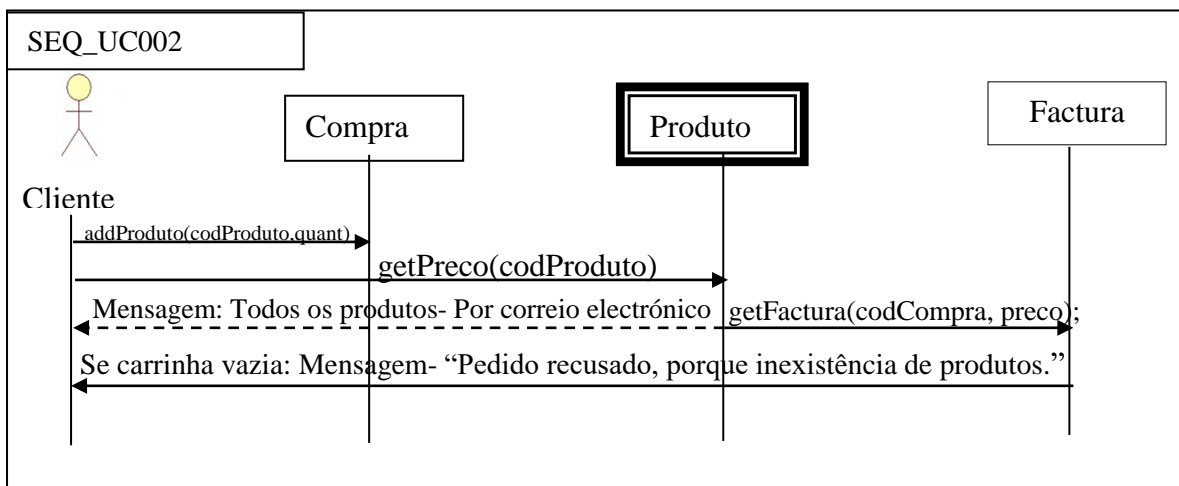 SEQ_UC002
Compra
Produto
Factura
Cliente
addProduto(codProduto,quant)
getPreco(codProduto)
Mensagem: Todos os produtos- Por correio electrónico
getFactura(codCompra, preco);
Se carrinha vazia: Mensagem- “Pedido recusado, porque inexistência de produtos.”